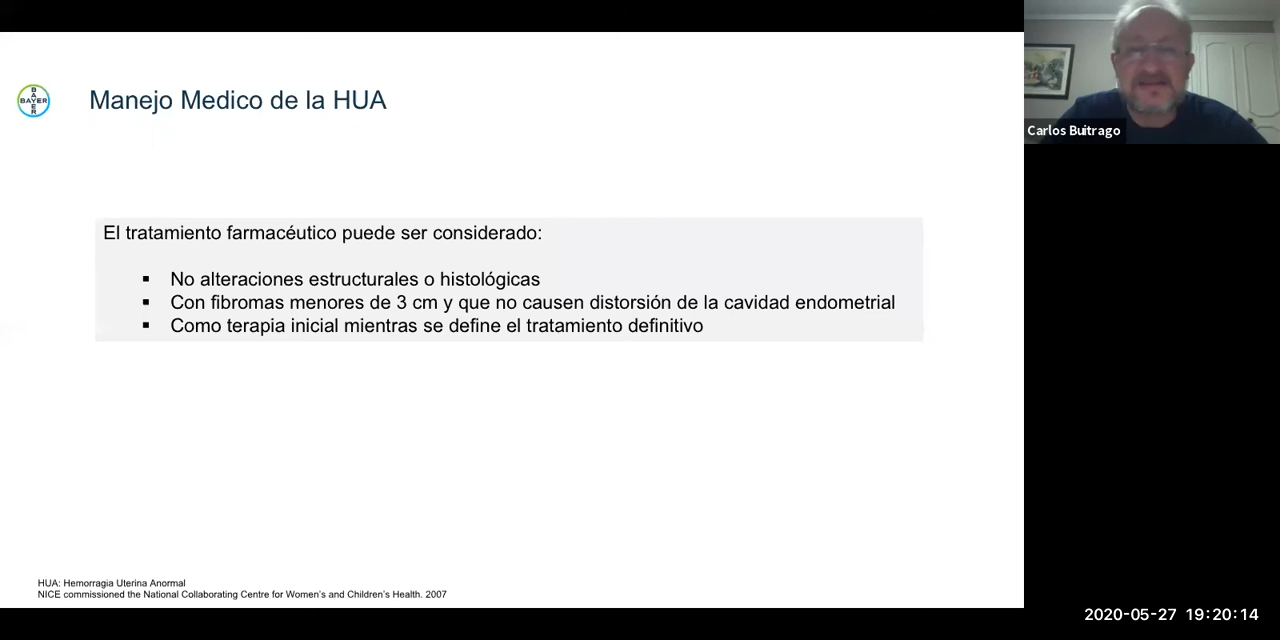 BAYER
BAYER
Manejo Medico de la HUA
El tratamiento farmacéutico puede ser considerado:
▪ No alteraciones estructurales o histológicas
▪ Con fibromas menores de 3 cm y que no causen distorsión de la cavidad endometrial
▪ Como terapia inicial mientras se define el tratamiento definitivo
HUA: Hemorragia Uterina Anormal
NICE commissioned the National Collaborating Centre for Women's and Children's Health. 2007
Carlos Buitrago
2020-05-27 19:20:14